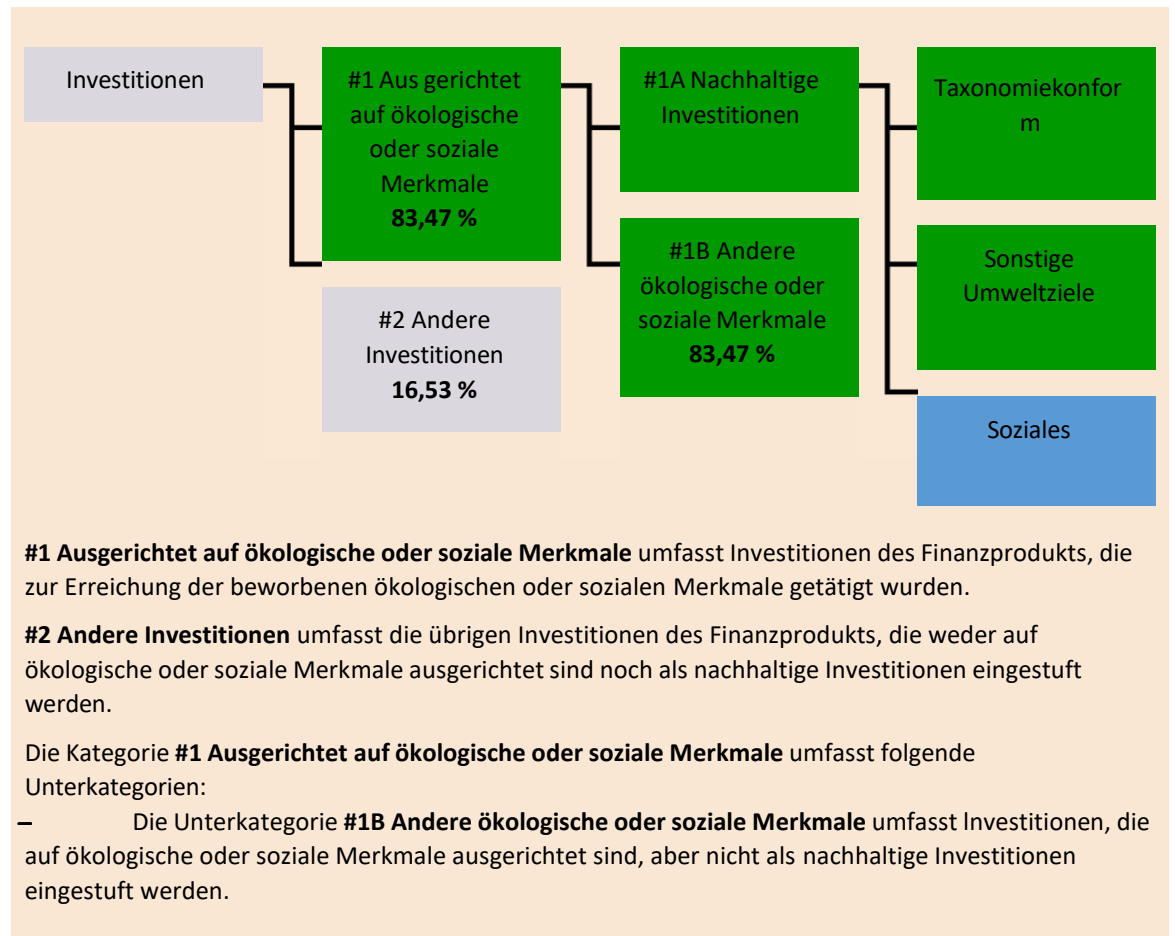 Investitionen
#1 Aus gerichtet
auf ökologische
oder soziale
Merkmale
83,47 %
#2 Andere
Investitionen
16,53 %
#1A Nachhaltige
Investitionen
#1B Andere
ökologische oder
soziale Merkmale
83,47 %
Taxonomiekonfor
m
Sonstige
Umweltziele
Soziales
#1 Ausgerichtet auf ökologische oder soziale Merkmale umfasst Investitionen des Finanzprodukts, die
zur Erreichung der beworbenen ökologischen oder sozialen Merkmale getätigt wurden.
#2 Andere Investitionen umfasst die übrigen Investitionen des Finanzprodukts, die weder auf
ökologische oder soziale Merkmale ausgerichtet sind noch als nachhaltige Investitionen eingestuft
werden.
Die Kategorie #1 Ausgerichtet auf ökologische oder soziale Merkmale umfasst folgende
Unterkategorien:
– Die Unterkategorie #1B Andere ökologische oder soziale Merkmale umfasst lnvestitionen, die
auf ökologische oder soziale Merkmale ausgerichtet sind, aber nicht als nachhaltige Investitionen
eingestuft werden.